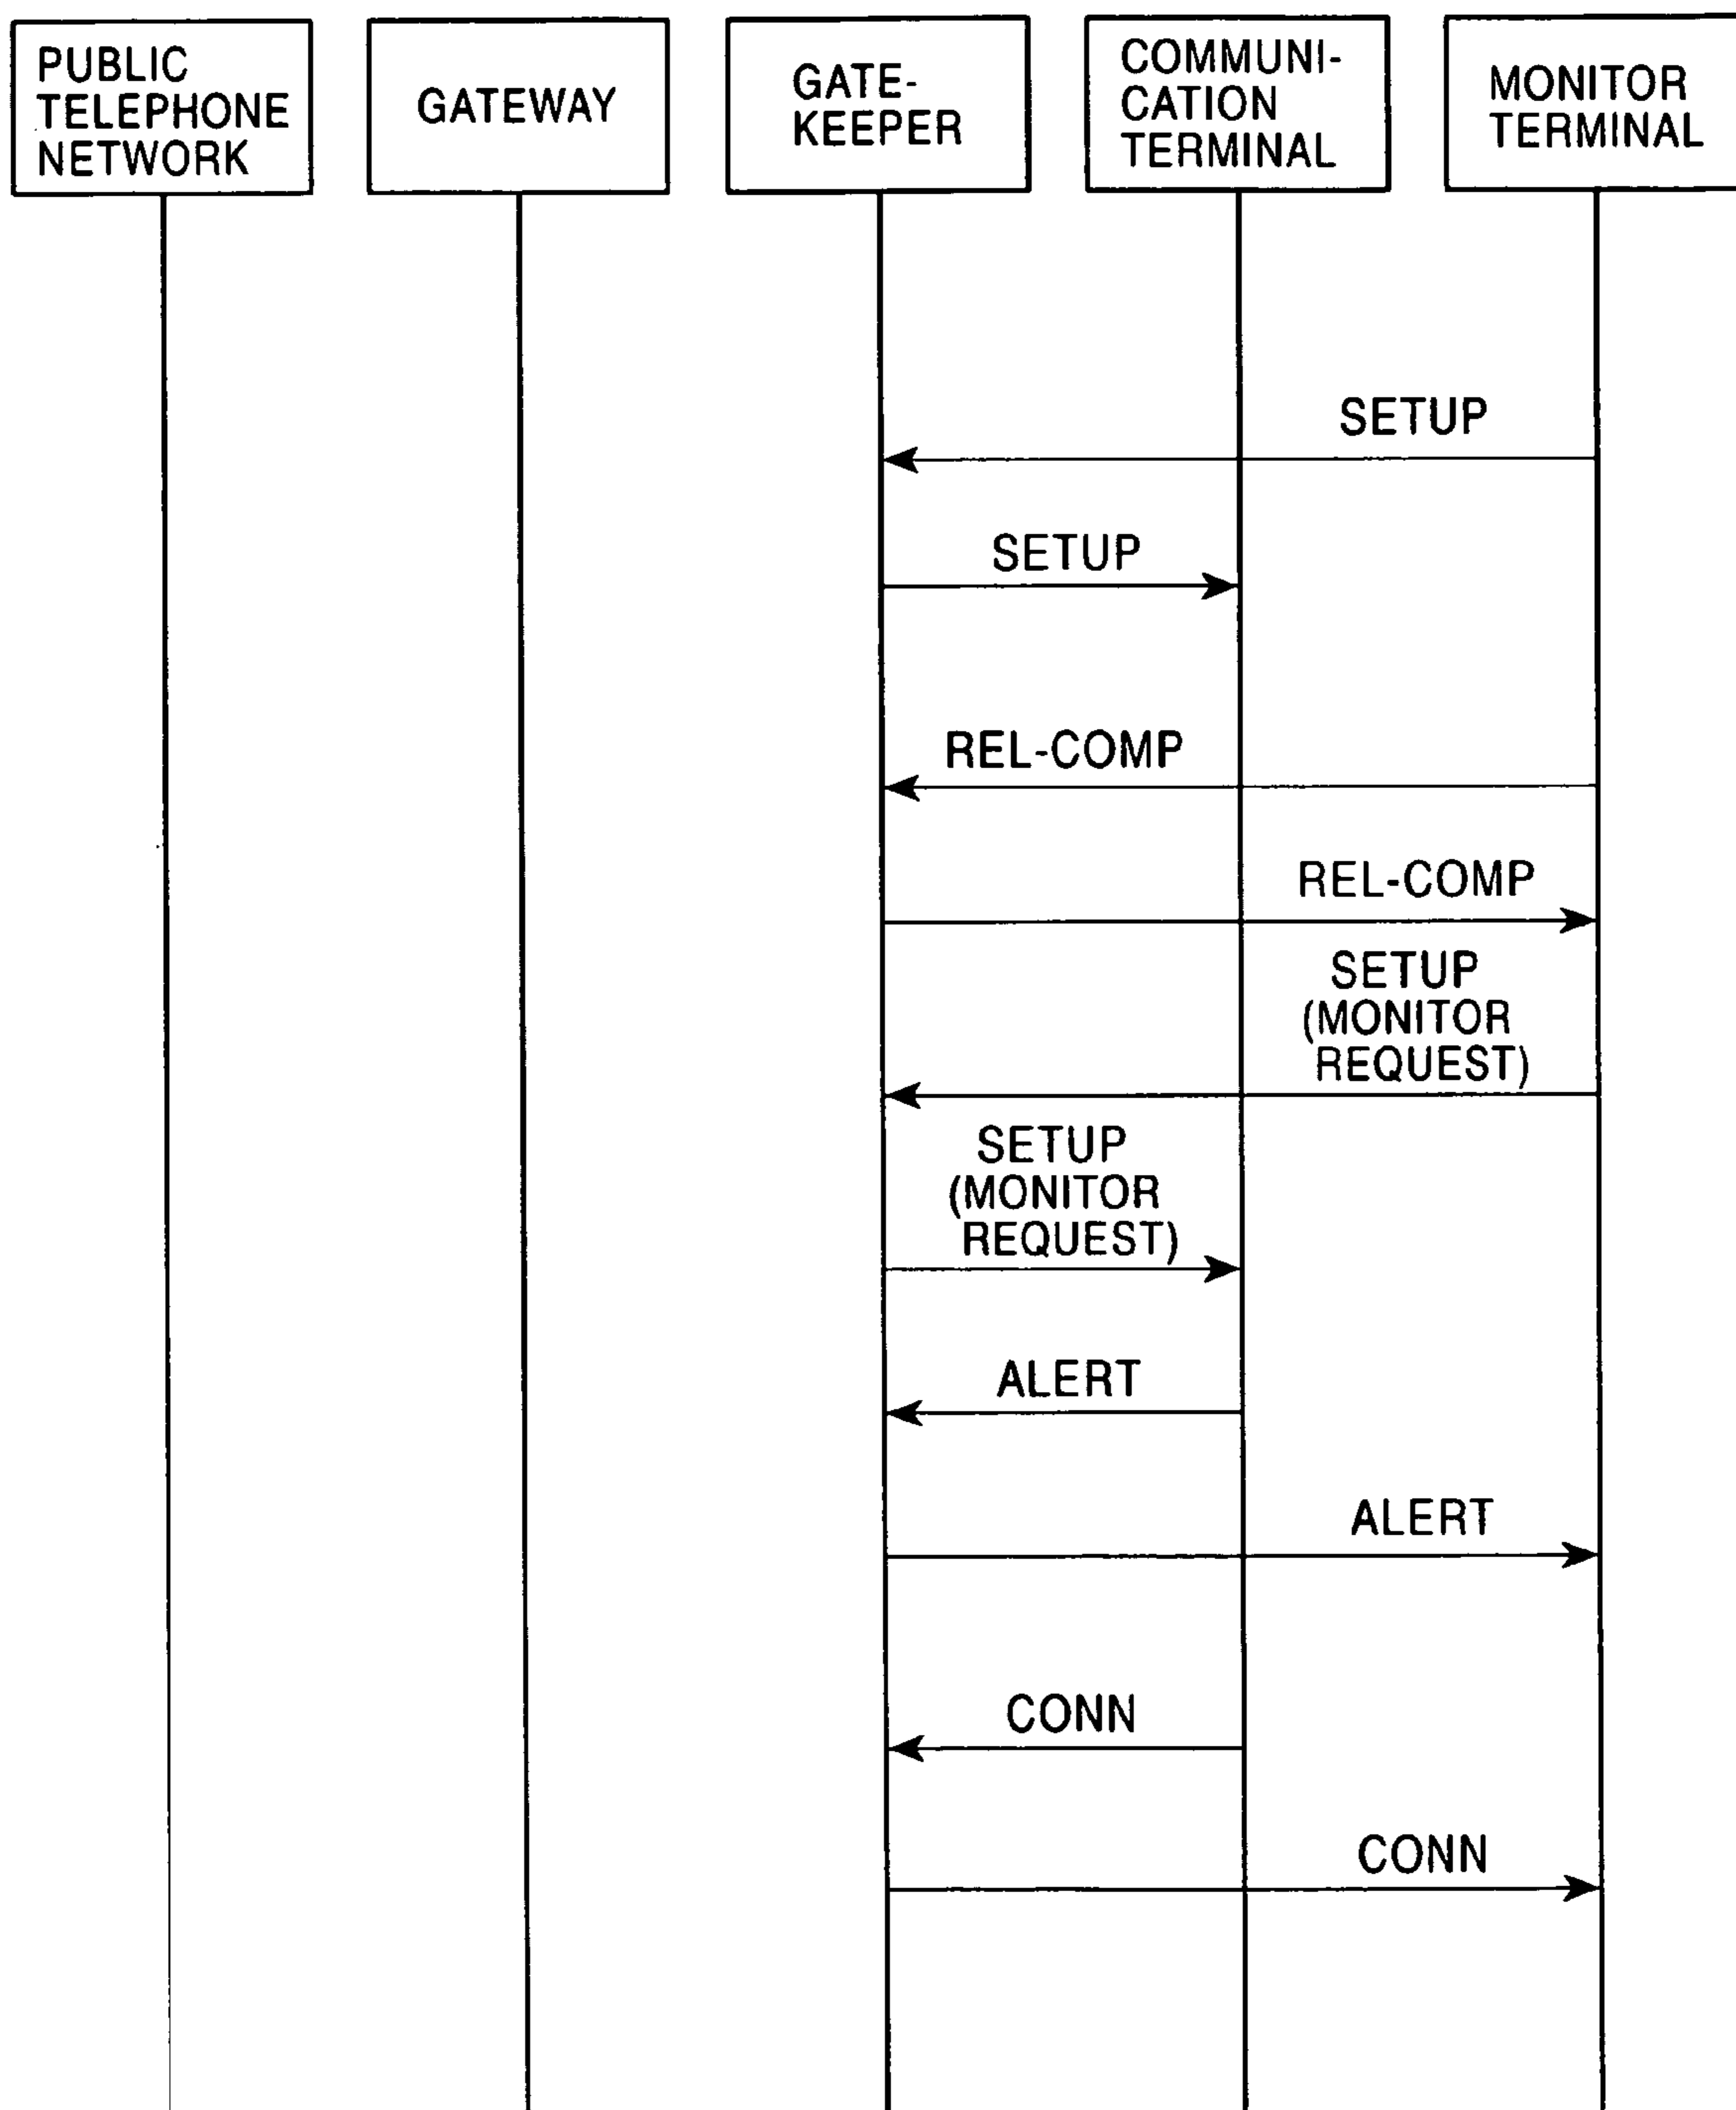 PUBLIC
TELEPHONE
NETWORK
GATEWAY
GATE-
KEEPER
COMMUNI-
CATION
TERMINAL
MONITOR
TERMINAL
SETUP
SETUP
REL-COMP
REL-COMP
SETUP
(MONITOR
REQUEST)
SETUP
(MONITOR
REQUEST)
ALERT
ALERT
CONN
CONN